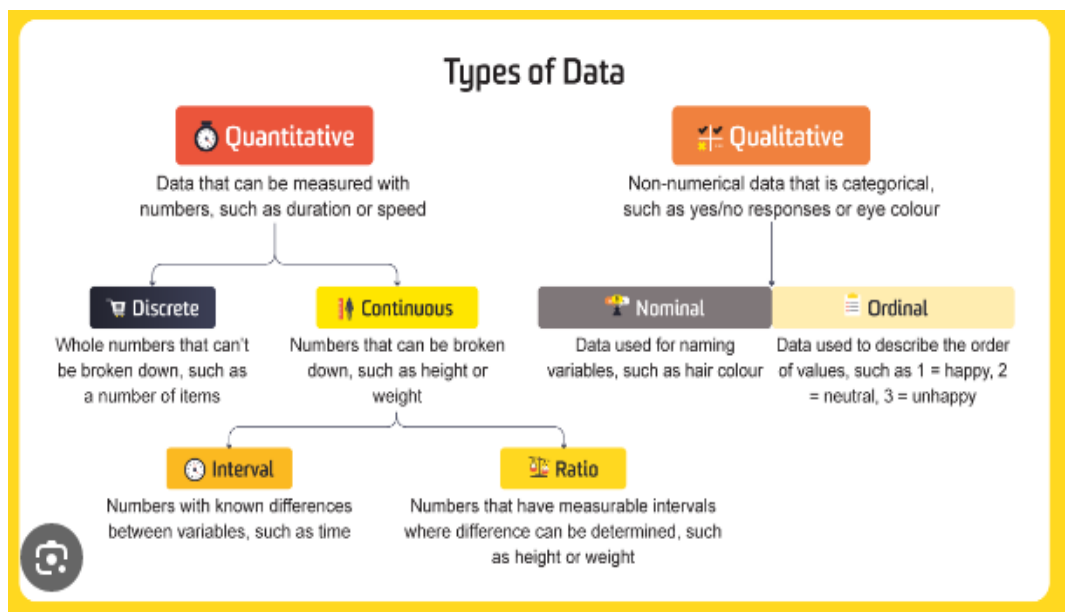 Types of Data
Quantitative
Data that can be measured with
numbers, such as duration or speed
Qualitative
Non-numerical data that is categorical,
such as yes/no responses or eye colour
Discrete
Whole numbers that can't
be broken down, such as
a number of items
Continuous
Numbers that can be broken
down, such as height or
weight
Nominal
Data used for naming
variables, such as hair colour
Ordinal
Data used to describe the order
of values, such as 1 = happy, 2
= neutral, 3 = unhappy
Interval
Numbers with known differences
between variables, such as time
Ratio
Numbers that have measurable intervals
where difference can be determined, such
as height or weight